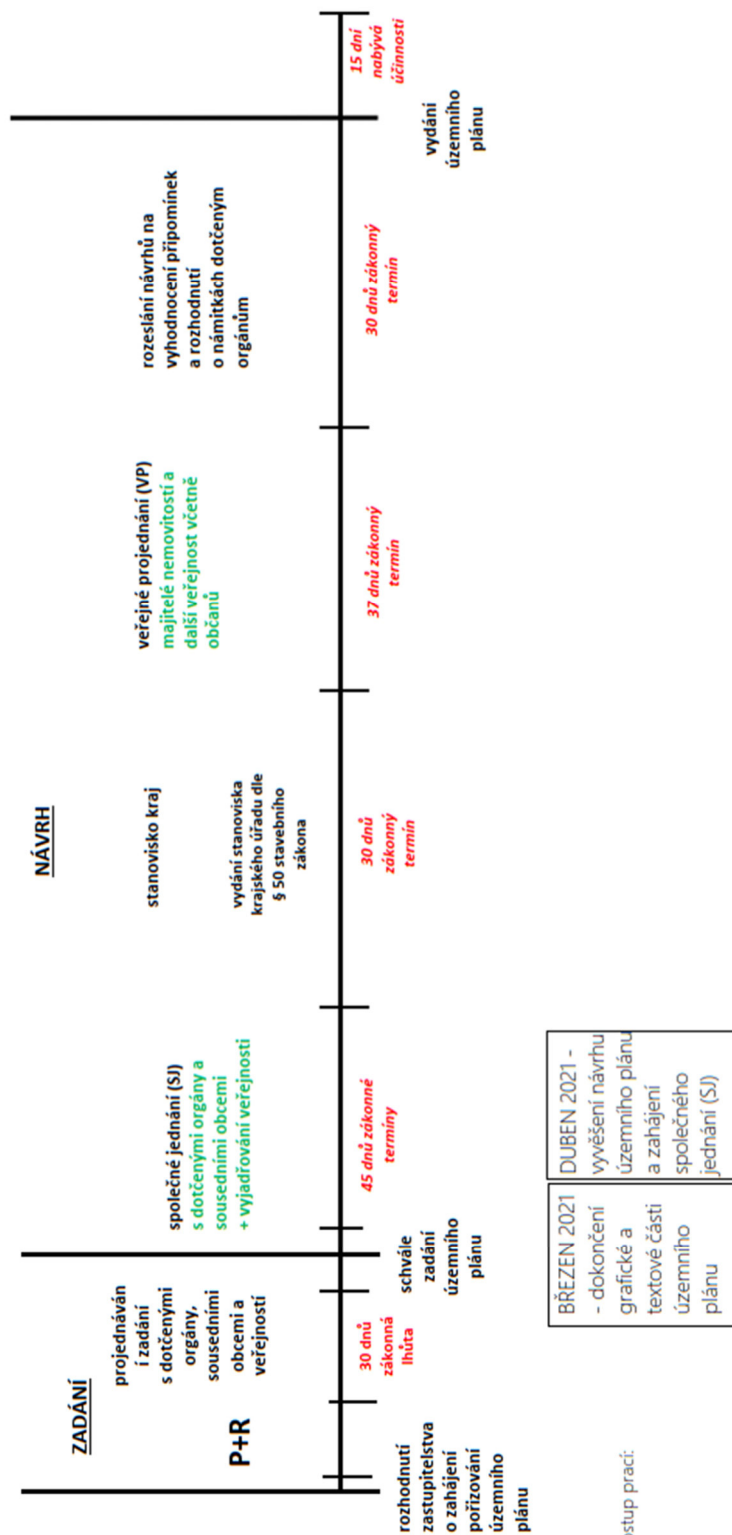 ZADÁNÍ
NÁVRH
P+R
projednáván
í zadání
s dotčenými
orgány,
sousedními
obcemi a
veřejností
společné jednání (SJ)
s dotčenými orgány a
sousedními obcemi
+ vyjadřování veřejnosti
stanovisko kraj
vydání stanoviska
krajského úřadu dle
§ 50 stavebního
zákona
veřejné projednání (VP)
majitelé nemovitostí a
další veřejnost včetně
občanů
rozeslání návrhů na
vyhodnocení připomínek
a rozhodnutí
o námitkách dotčeným
orgánům
30 dnů
zákonná
lhůta
45 dnů zákonné
termíny
30 dnů
zákonný
termín
37 dnů zákonný
termín
30 dnů zákonný
termín
15 dní
nabývá
účinnosti
rozhodnutí
zastupitelstva
o zahájení
pořizování
územního
plánu
schvále
zadání
územního
plánu
vydání
územního
plánu
stup prací:
BŘEZEN 2021
- dokončení
grafické a
textové části
územního
plánu
DUBEN 2021 -
vyvěšení návrhu
územního plánu
a zahájení
společného
jednání (SJ)